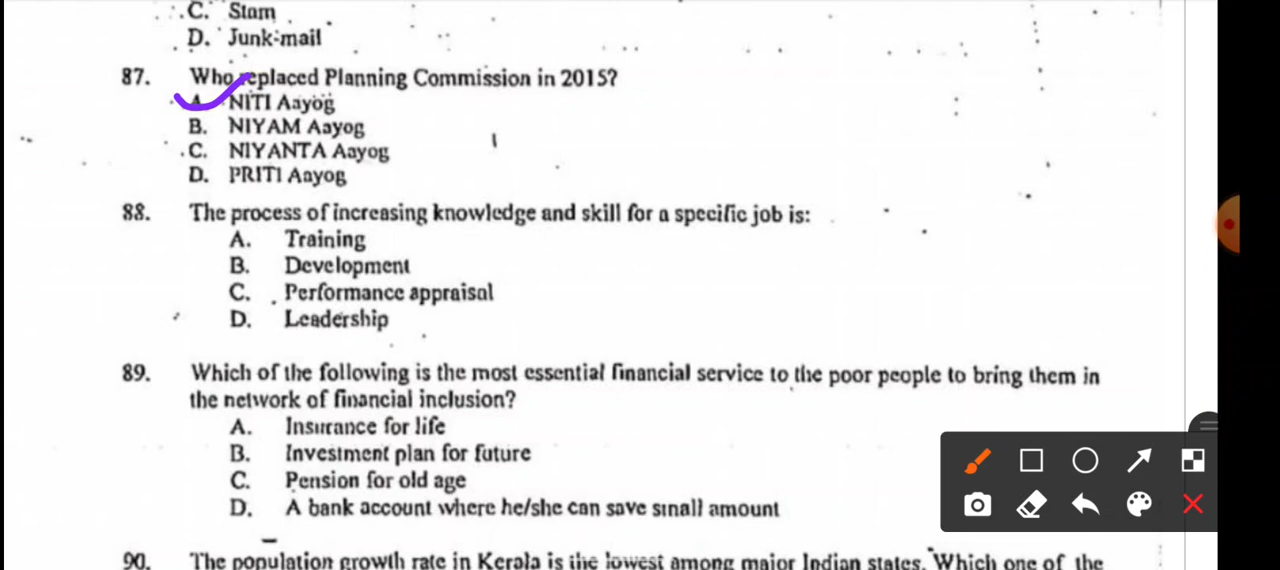 C. Stam
D. Junk-mail
87. Who replaced Planning Commission in 2015?
A. NITI Aayog
B. NIYAM Aayog
C. NIYANTA Aayog
D. PRITI Aayog
88. The process of increasing knowledge and skill for a specific job is:
A. Training
B. Development
C. Performance appraisal
D. Leadership
89. Which of the following is the most essential financial service to the poor people to bring them in
the network of financial inclusion?
A. Insurance for life
B. Investment plan for future
C. Pension for old age
D. A bank account where he/she can save small amount
90. The population growth rate in Kerala is the lowest among major Indian states. Which one of the